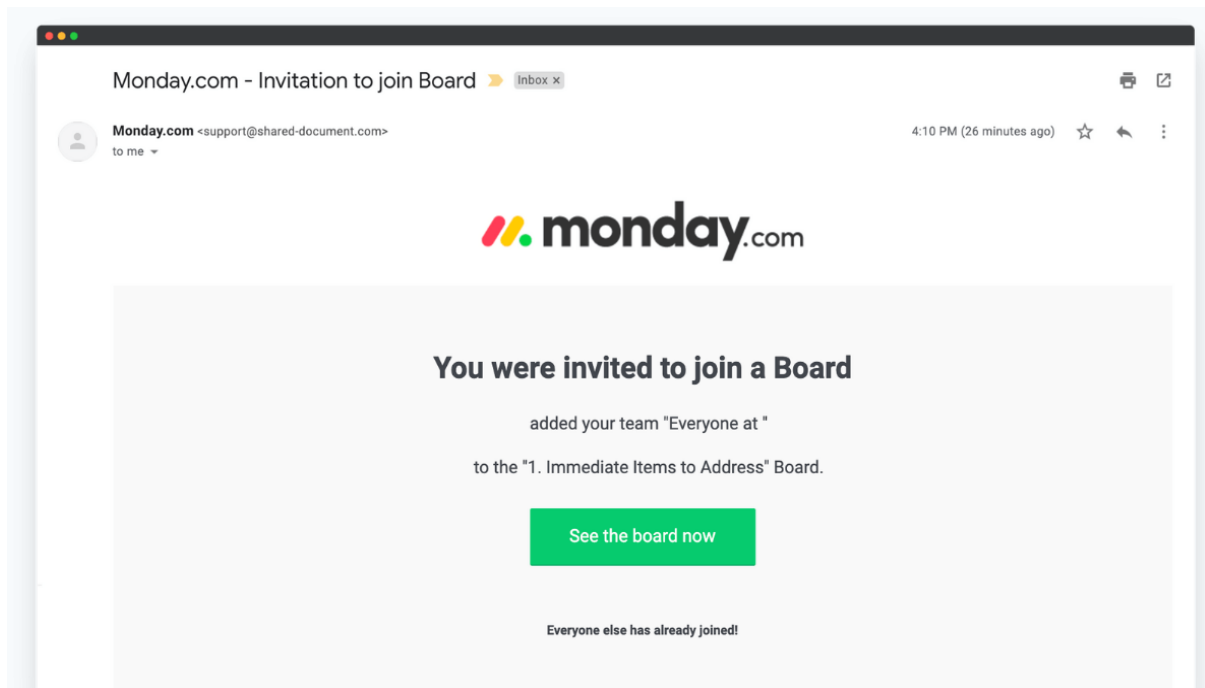 Monday.com - Invitation to join Board Inbox ×
Monday.com <support@shared-document.com> 4:10 PM (26 minutes ago)
to me
monday.com
You were invited to join a Board
added your team "Everyone at "
to the "1. Immediate Items to Address" Board.
See the board now
Everyone else has already joined!